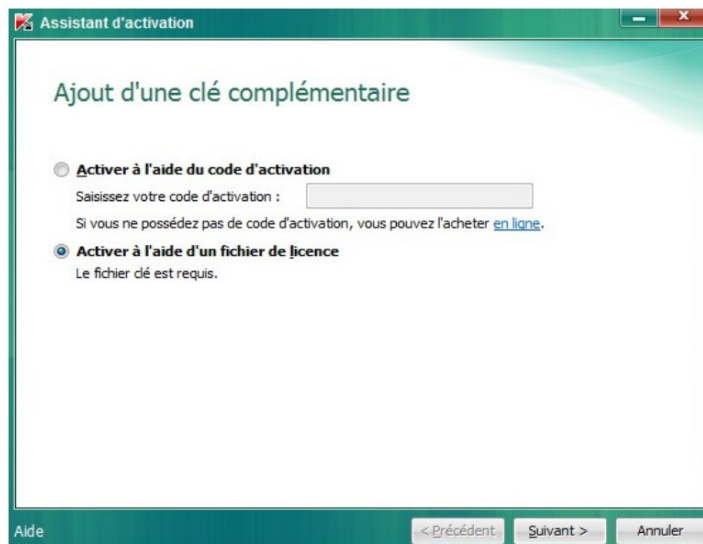 Assistant d'activation
Ajout d'une clé complémentaire
Activer à l'aide du code d'activation
Saisissez votre code d'activation :
Si vous ne possédez pas de code d'activation, vous pouvez l'acheter en ligne.
Activer à l'aide d'un fichier de licence
Le fichier clé est requis.
Aide
< Précédent
Suivant >
Annuler